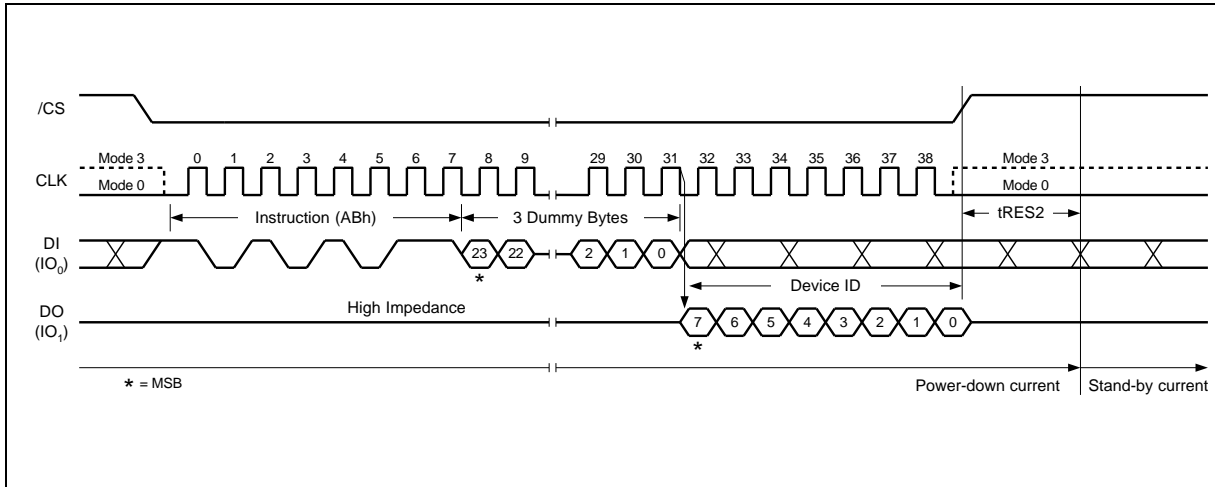 /CS
Mode 3 0 1 2 3 4 5 6 7 8 9 29 30 31 32 33 34 35 36 37 38 Mode 3
CLK Mode 0 Mode 0
Instruction (ABh) 3 Dummy Bytes tRES2
DI
(IO0)
23 22 2 1 0
*
Device ID
High Impedance
DO
(IO1)
7 6 5 4 3 2 1 0
*
* = MSB
Power-down current Stand-by current